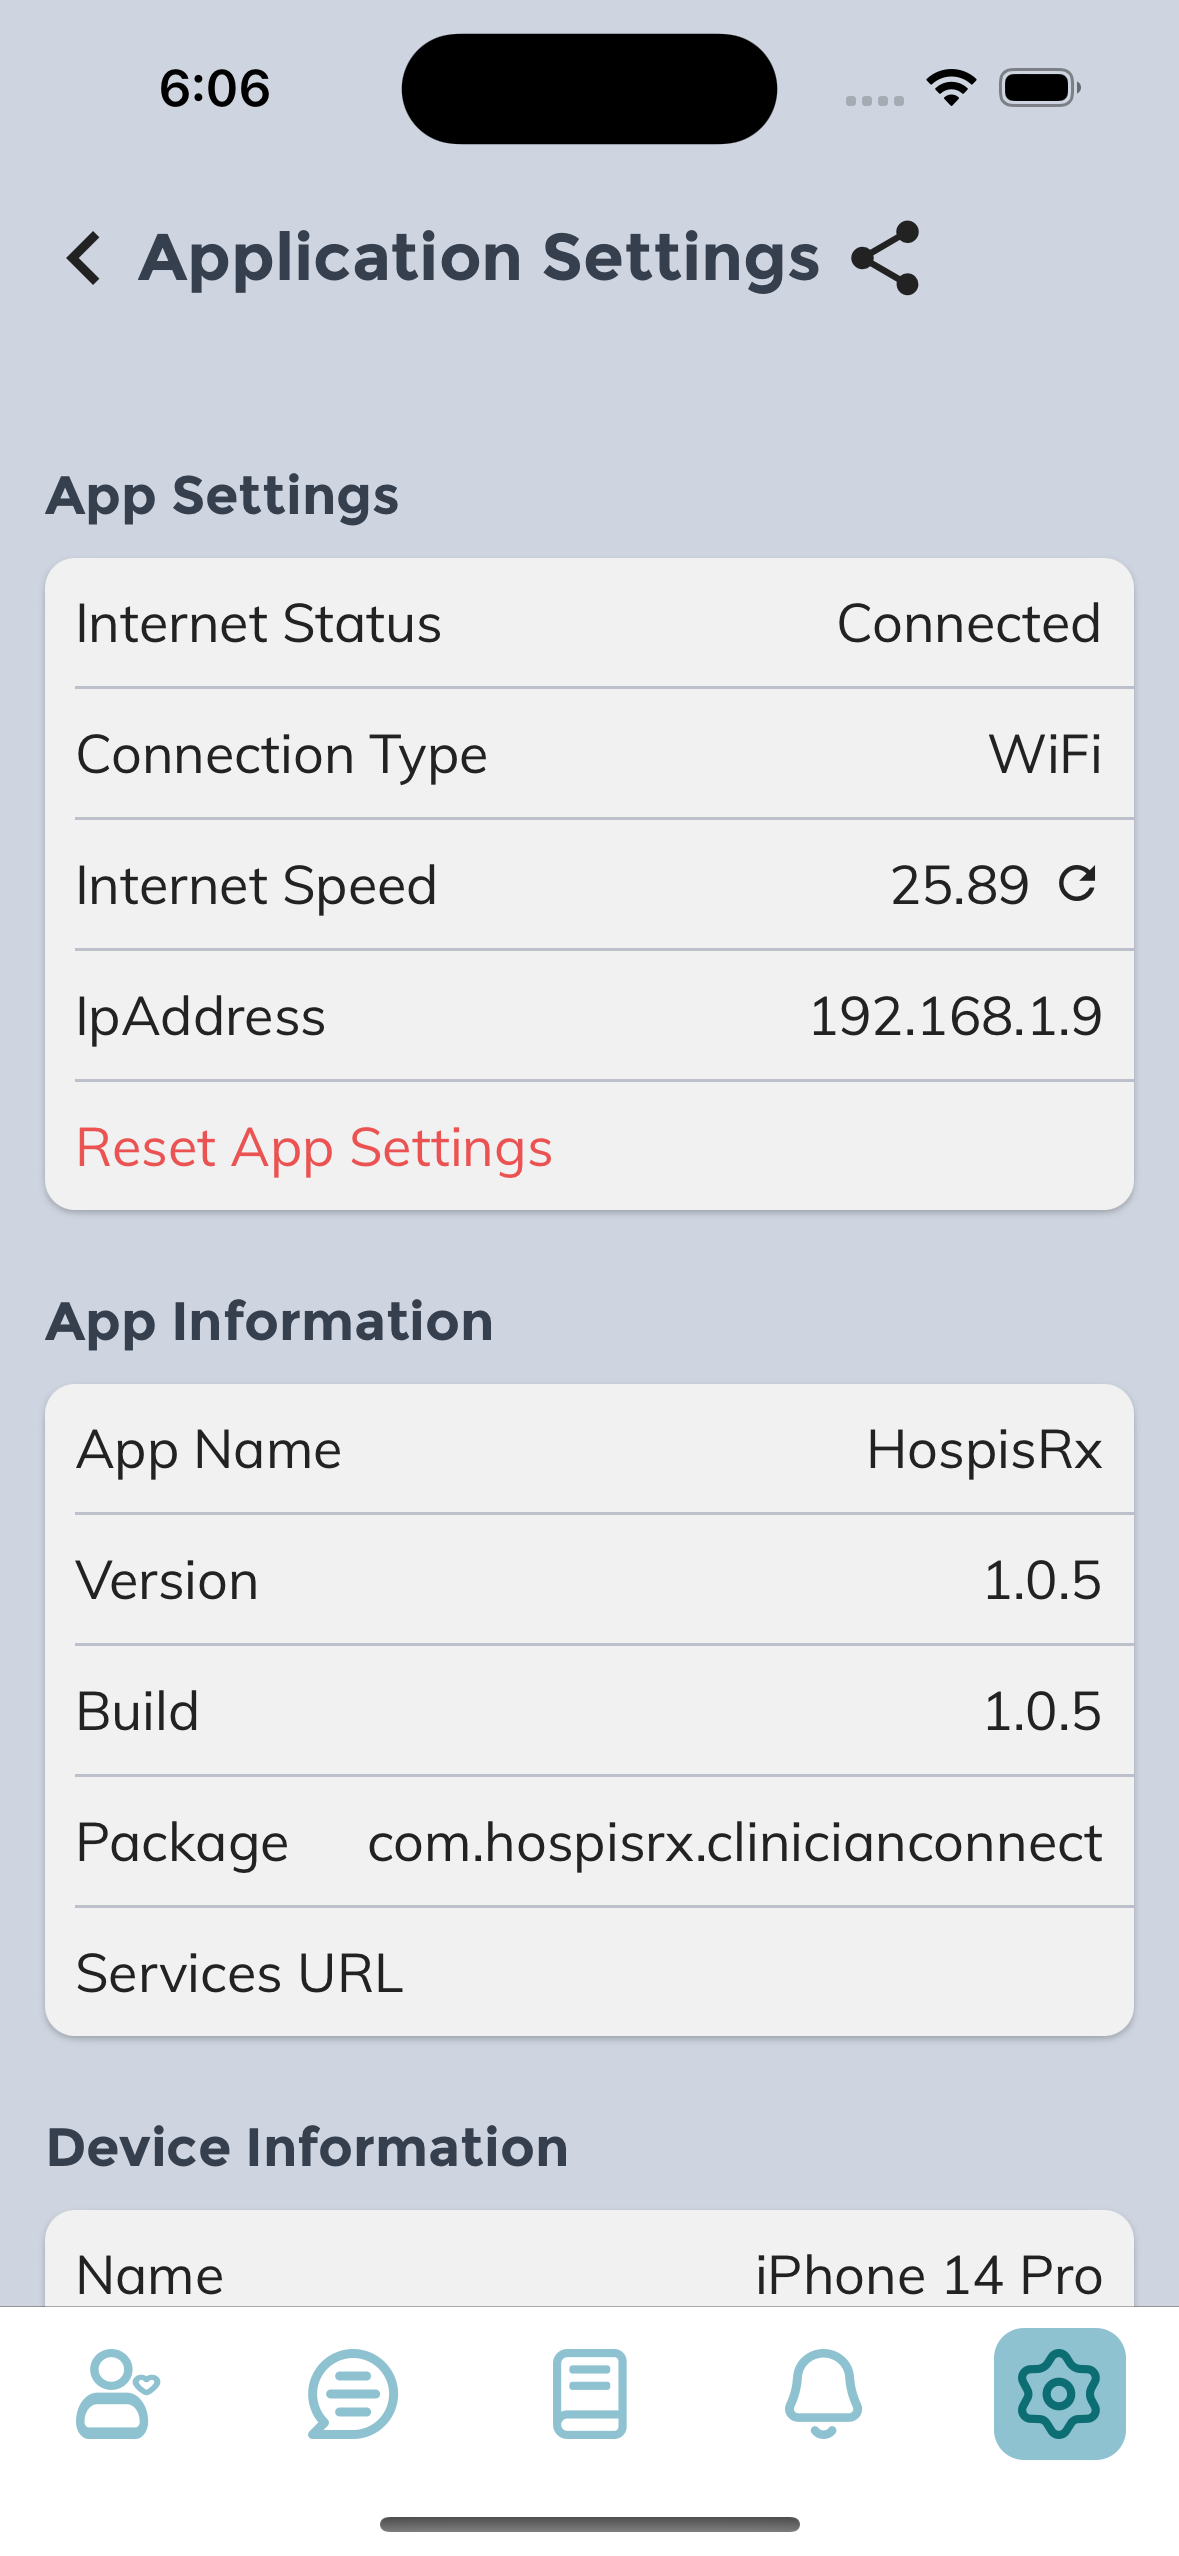 6:06
Application Settings
App Settings
Internet Status Connected
Connection Type WiFi
Internet Speed 25.89
IpAddress 192.168.1.9
Reset App Settings
App Information
App Name HospisRx
Version 1.0.5
Build 1.0.5
Package com.hospisrx.clinicianconnect
Services URL
Device Information
Name iPhone 14 Pro